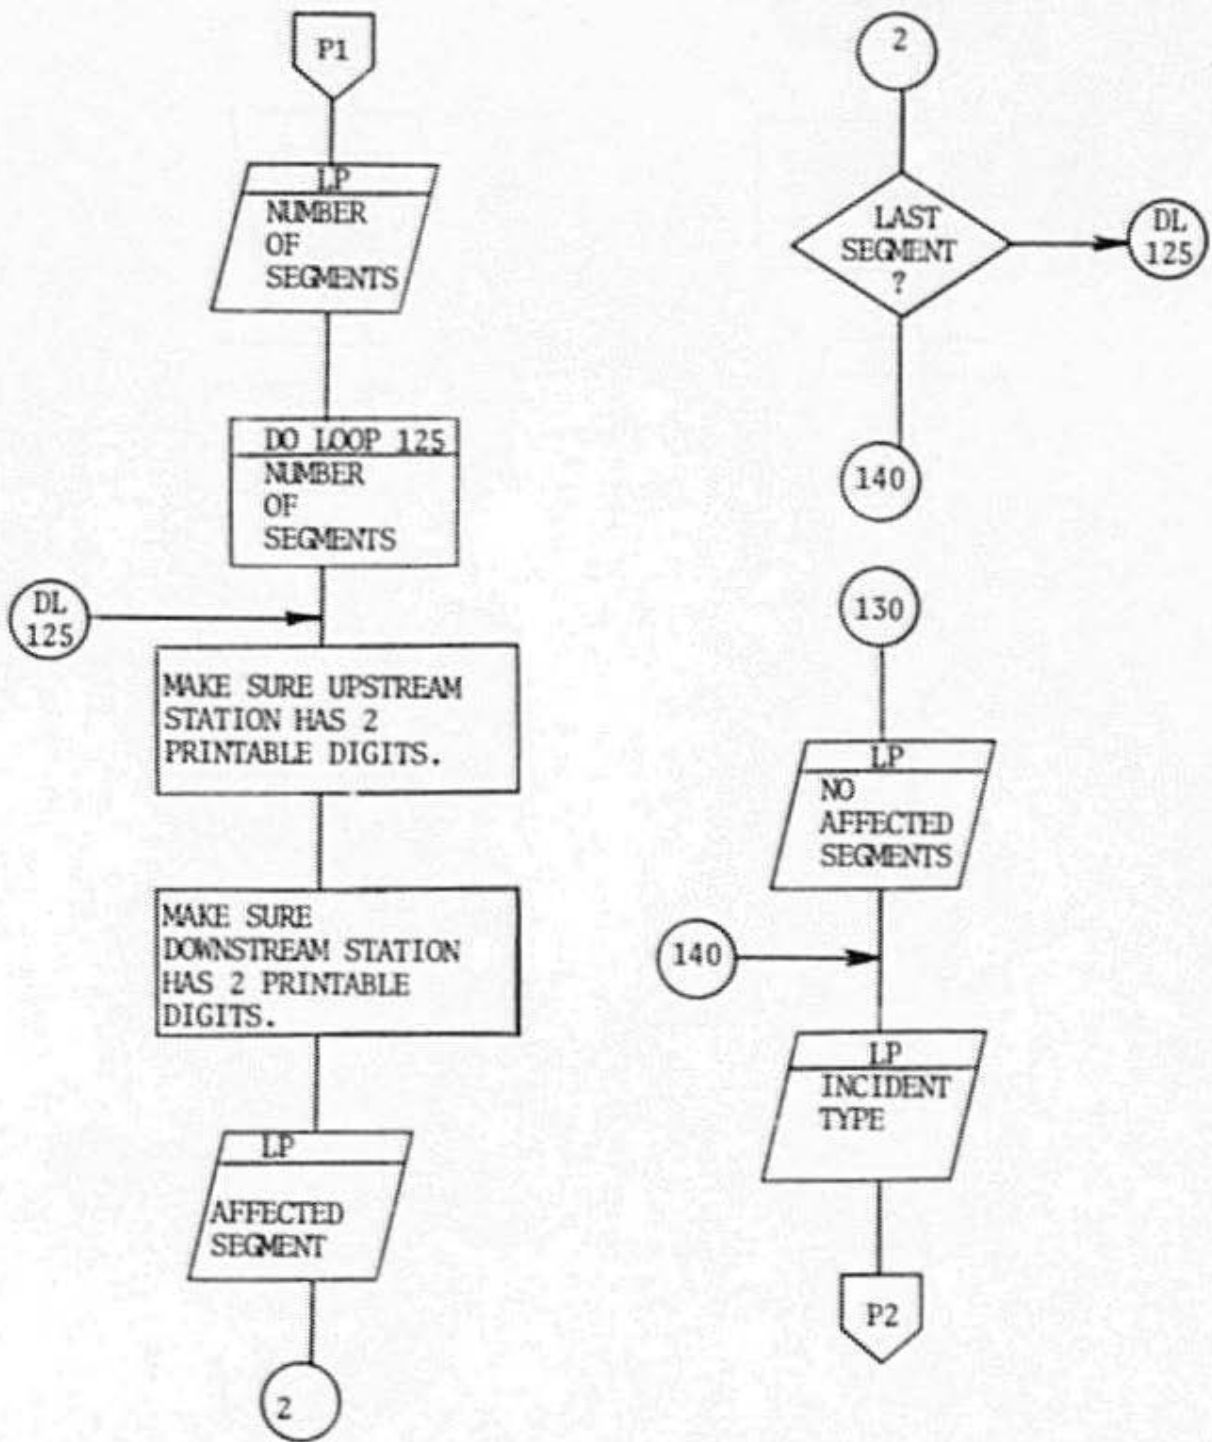 P1
LP
NUMBER
OF
SEGMENTS
DO LOOP 125
NUMBER
OF
SEGMENTS
DL
125
MAKE SURE UPSTREAM
STATION HAS 2
PRINTABLE DIGITS.
MAKE SURE
DOWNSTREAM STATION
HAS 2 PRINTABLE
DIGITS.
LP
AFFECTED
SEGMENT
2
2
LAST
SEGMENT
?
DL
125
140
130
LP
NO
AFFECTED
SEGMENTS
140
LP
INCIDENT
TYPE
P2